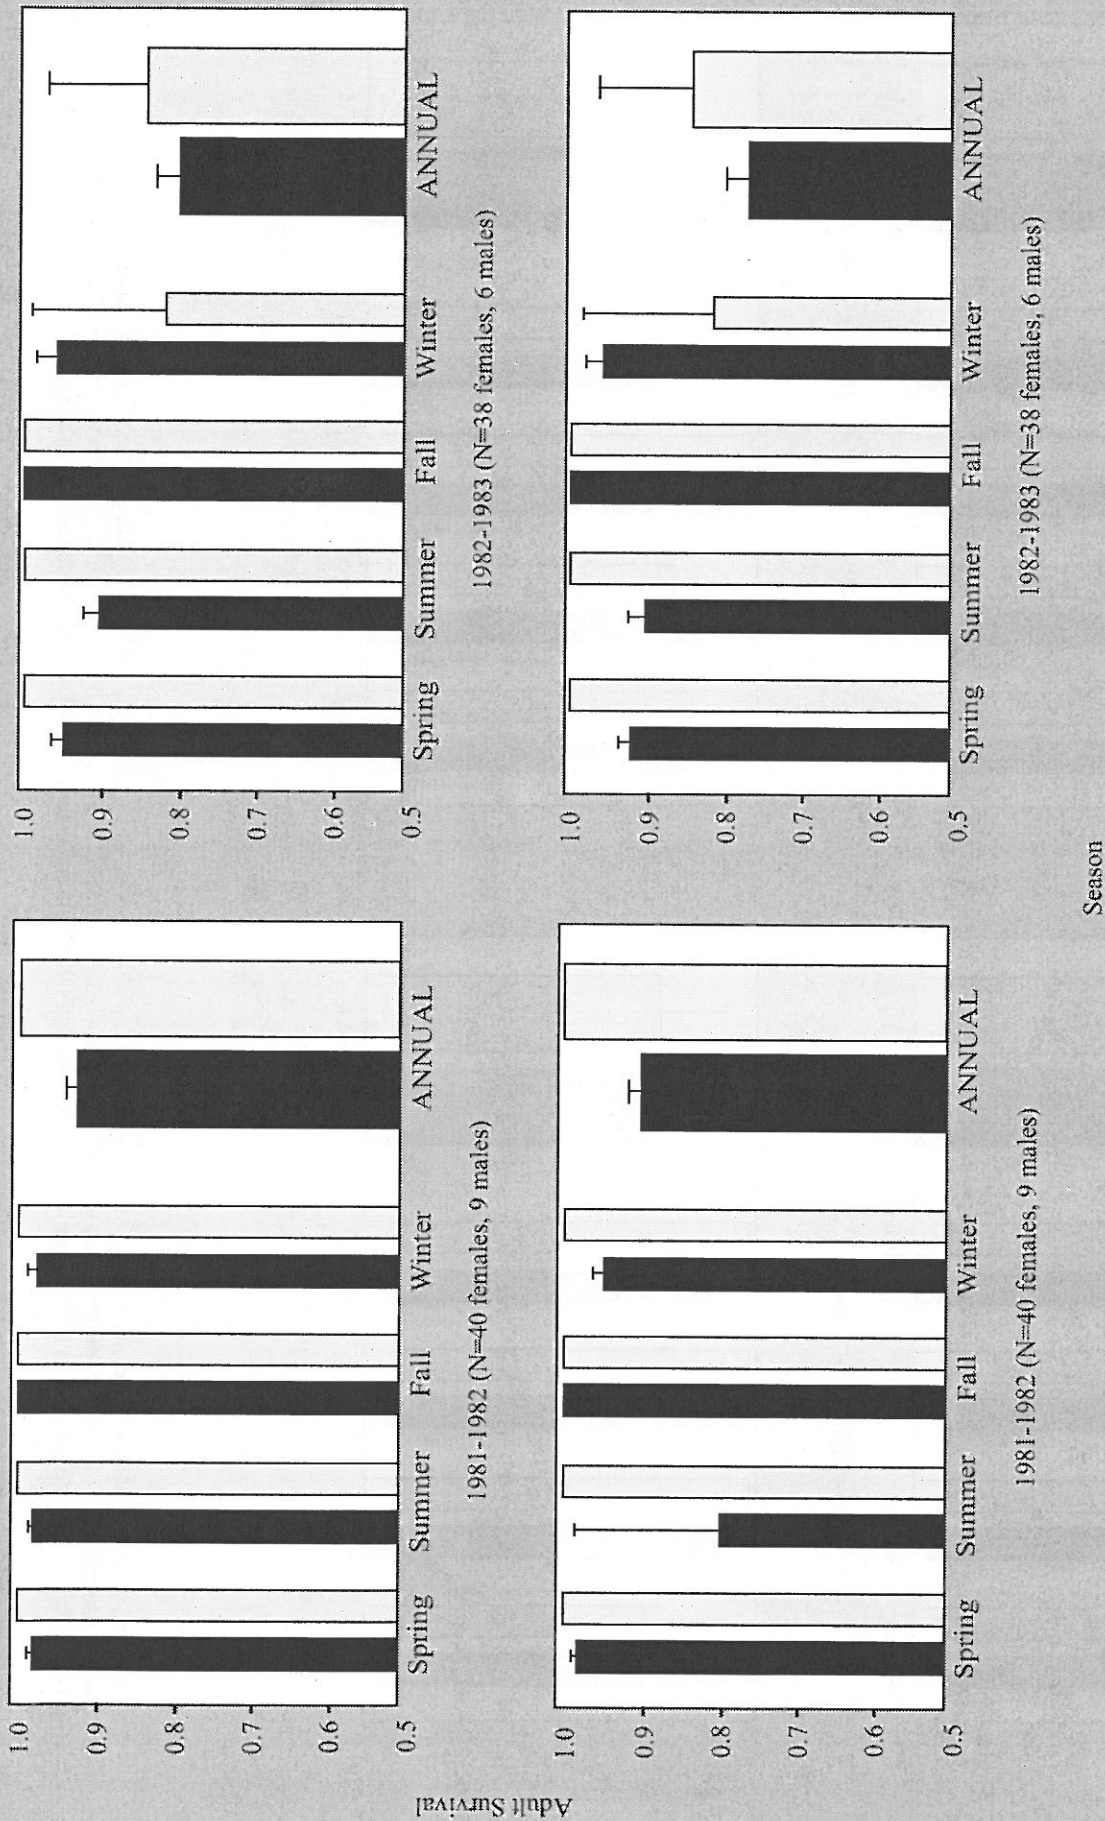 Adult Survival
1.0
0.9
0.8
0.7
0.6
0.5
Spring Summer Fall Winter ANNUAL
1981-1982 (N=40 females, 9 males)
1.0
0.9
0.8
0.7
0.6
0.5
Spring Summer Fall Winter ANNUAL
1982-1983 (N=38 females, 6 males)
1.0
0.9
0.8
0.7
0.6
0.5
Spring Summer Fall Winter ANNUAL
1981-1982 (N=40 females, 9 males)
1.0
0.9
0.8
0.7
0.6
0.5
Spring Summer Fall Winter ANNUAL
1982-1983 (N=38 females, 6 males)
Season